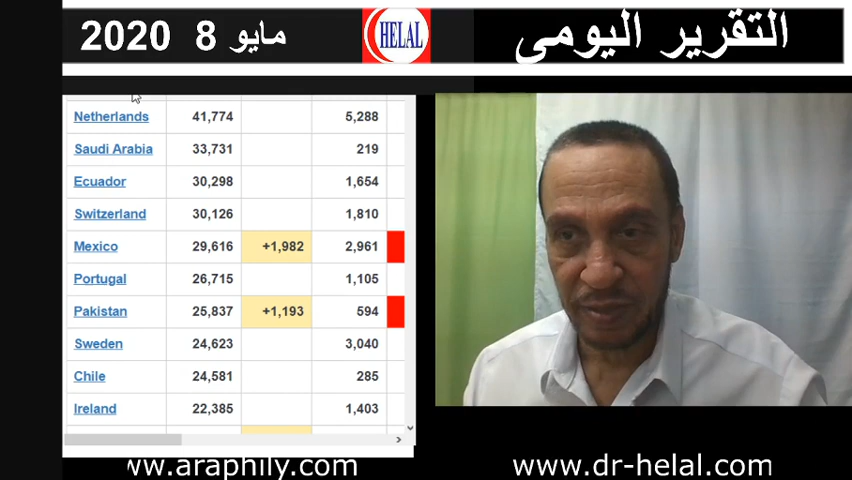 التقرير اليومى HELAL مايو 8 2020
Netherlands 41,774 5,288
Saudi Arabia 33,731 219
Ecuador 30,298 1,654
Switzerland 30,126 1,810
Mexico 29,616 +1,982 2,961
Portugal 26,715 1,105
Pakistan 25,837 +1,193 594
Sweden 24,623 3,040
Chile 24,581 285
Ireland 22,385 1,403
ww.araphily.com www.dr-helal.com